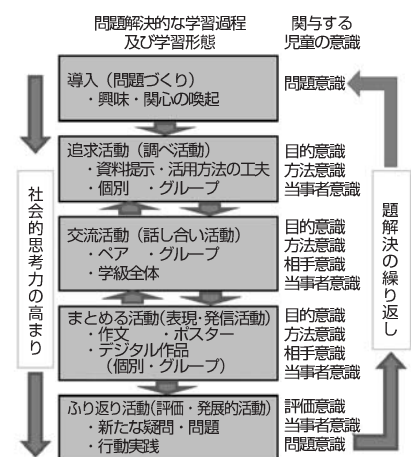 問題解決的な学習過程
及び学習形態
関与する
児童の意識
導入（問題づくり）
・興味・関心の喚起
問題意識
追求活動（調べ活動）
・資料提示・活用方法の工夫
・個別　・グループ
目的意識
方法意識
当事者意識
交流活動（話し合い活動）
・ペア　・グループ
・学級全体
目的意識
方法意識
相手意識
当事者意識
まとめる活動（表現・発信活動）
・作文　　・ポスター
・デジタル作品
（個別・グループ）
目的意識
方法意識
相手意識
当事者意識
ふり返り活動（評価・発展的活動）
・新たな疑問・問題
・行動実践
評価意識
当事者意識
問題意識
社会的思考力の高まり
題解決の繰り返し